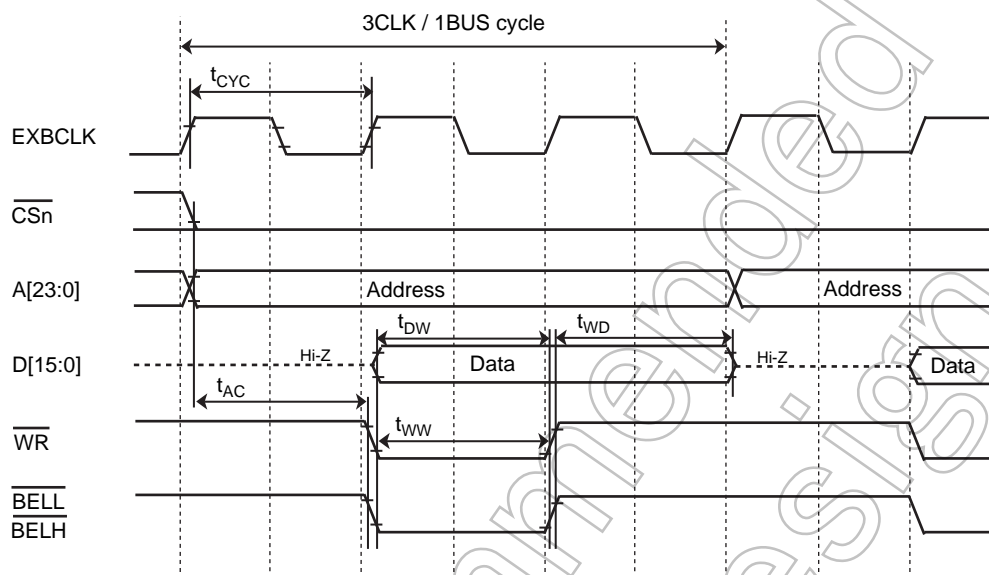 3CLK / 1BUS cycle
tCYC
EXBCLK
CSn
A[23:0]
Address
Address
tDW
tWD
D[15:0]
Hi-Z
Data
Hi-Z
Data
tAC
WR
tWW
BELL
BELH